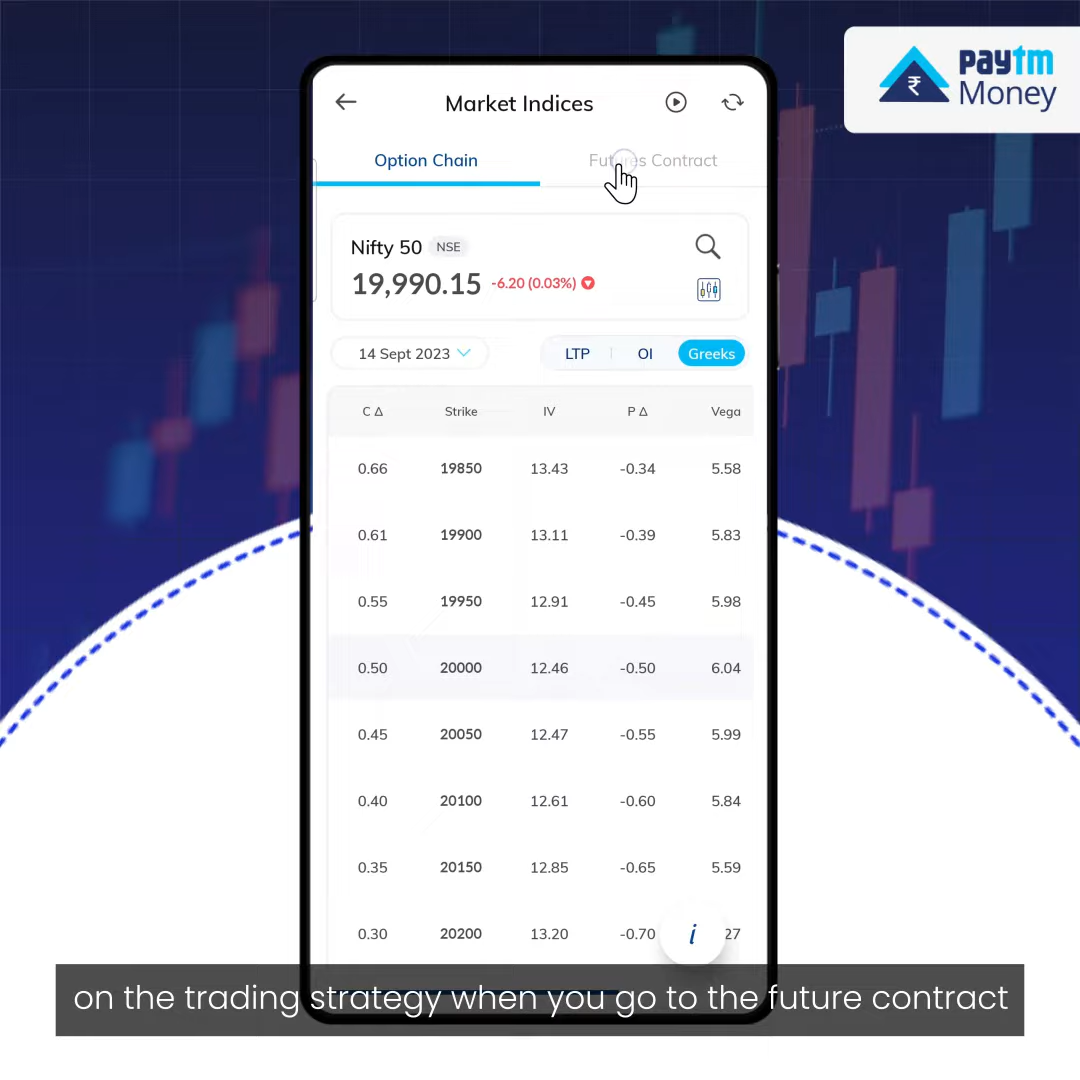 paytm
Money
Market Indices
Option Chain
Futures Contract
Nifty 50 NSE
19,990.15 -6.20 (0.03%)
14 Sept 2023
LTP OI Greeks
C Δ Strike IV P Δ Vega
0.66 19850 13.43 -0.34 5.58
0.61 19900 13.11 -0.39 5.83
0.55 19950 12.91 -0.45 5.98
0.50 20000 12.46 -0.50 6.04
0.45 20050 12.47 -0.55 5.99
0.40 20100 12.61 -0.60 5.84
0.35 20150 12.85 -0.65 5.59
0.30 20200 13.20 -0.70 i 27
on the trading strategy when you go to the future contract